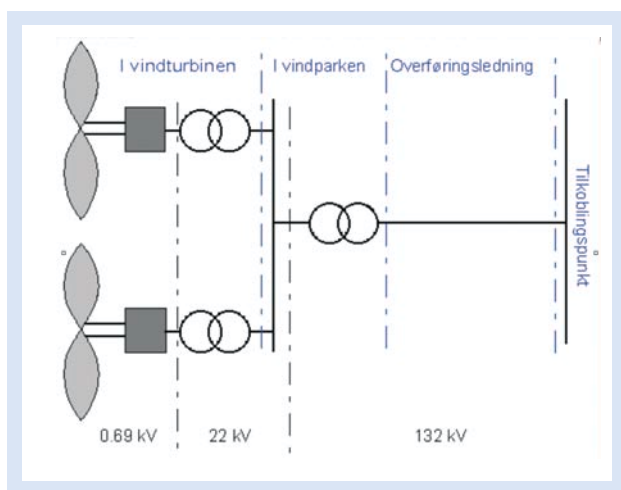 I vindturbinen
I vindparken
Overføringsledning
Tilkoblingspunkt
0.69 kV
22 kV
132 kV